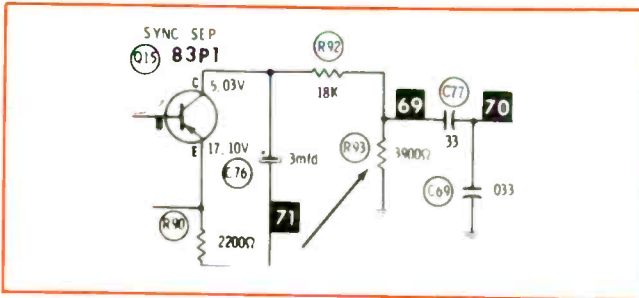 SYNC SEP
Q15 83P1
R92
C 5.03V
18K
69
C77
70
33
E 17.10V
C76
3mfd
R93
3900Ω
C69
033
71
R90
2200Ω